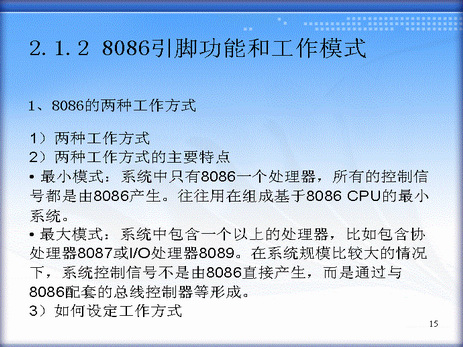 2.1.2 8086引脚功能和工作模式
1、8086的两种工作方式
1）两种工作方式
2）两种工作方式的主要特点
• 最小模式：系统中只有8086一个处理器，所有的控制信
号都是由8086产生。往往用在组成基于8086 CPU的最小
系统。
• 最大模式：系统中包含一个以上的处理器，比如包含协
处理器8087或I/O处理器8089。在系统规模比较大的情况
下，系统控制信号不是由8086直接产生，而是通过与
8086配套的总线控制器等形成。
3）如何设定工作方式
15